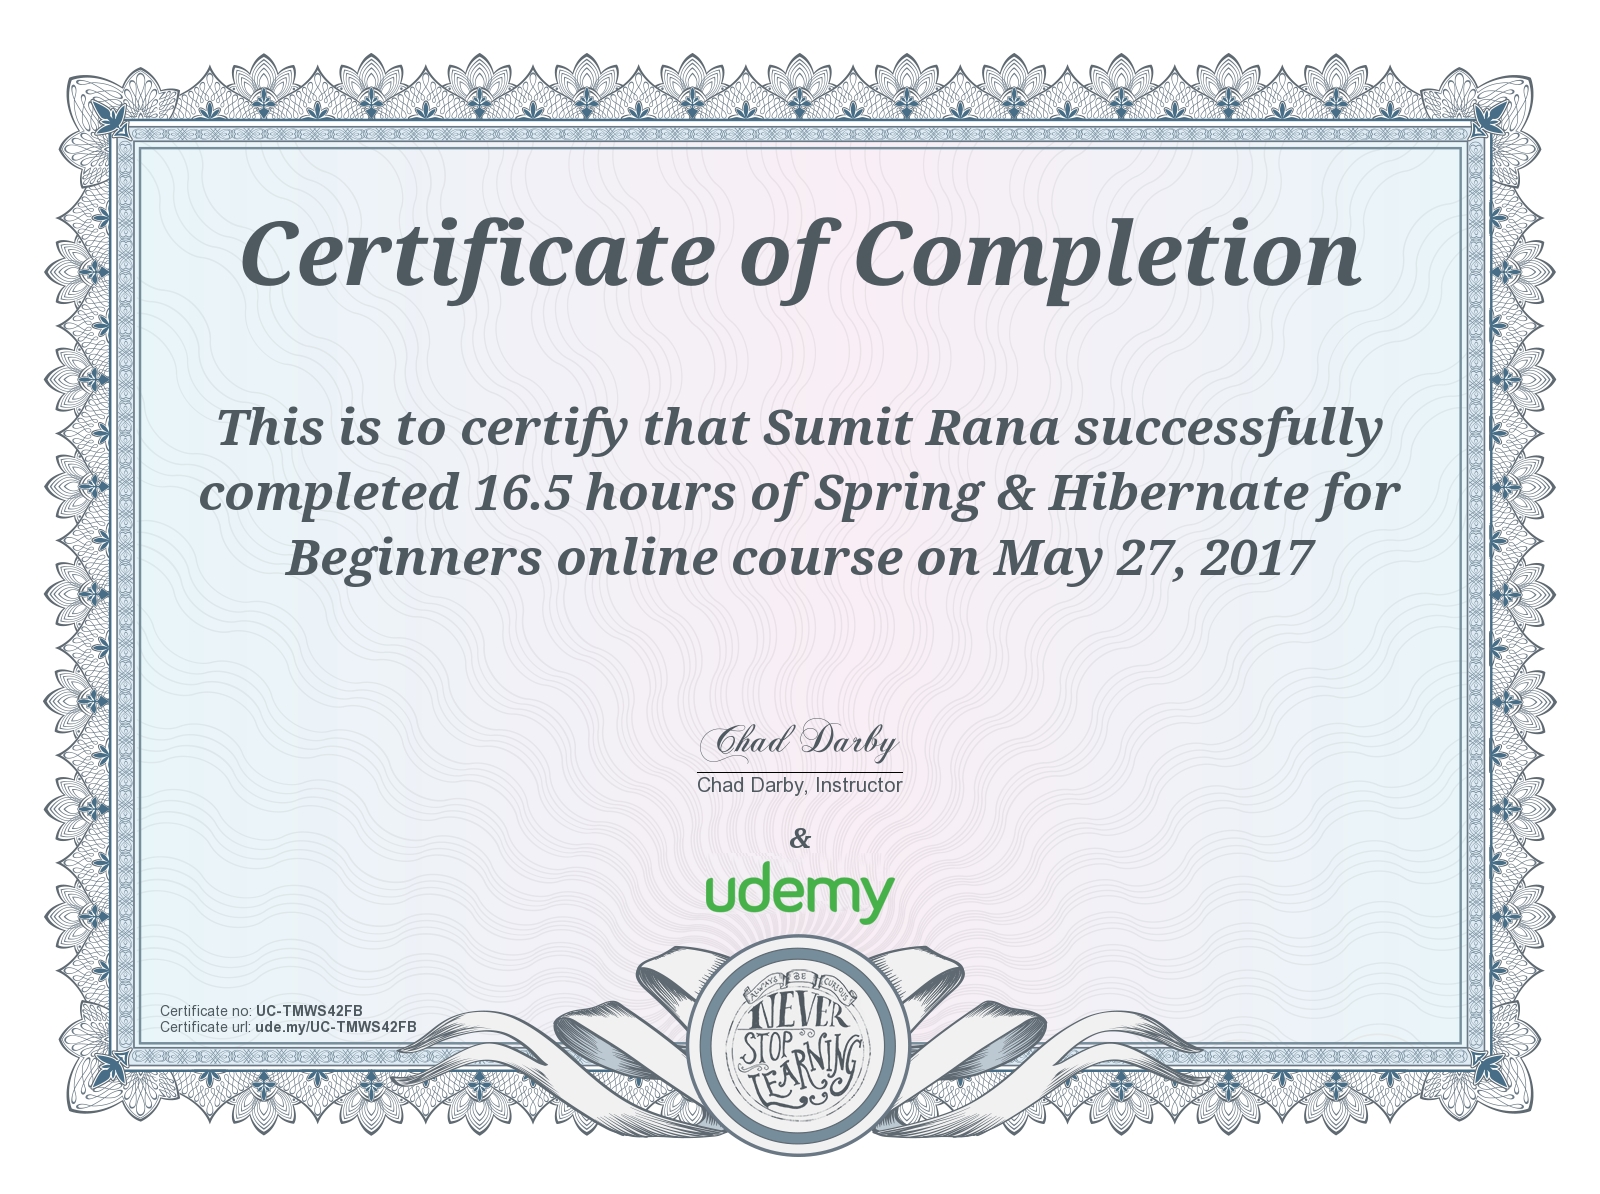 Certificate of Completion
This is to certify that Sumit Rana successfully
completed 16.5 hours of Spring & Hibernate for
Beginners online course on May 27, 2017
Chad Darby
Chad Darby, Instructor
&
udemy
Certificate no: UC-TMWS42FB
Certificate url: ude.my/UC-TMWS42FB
ALWAYS BE CURIOUS
NEVER
STOP
LEARNING